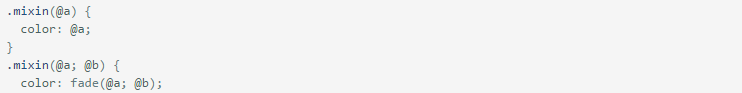 .mixin(@a) {
  color: @a;
}
.mixin(@a; @b) {
  color: fade(@a; @b);